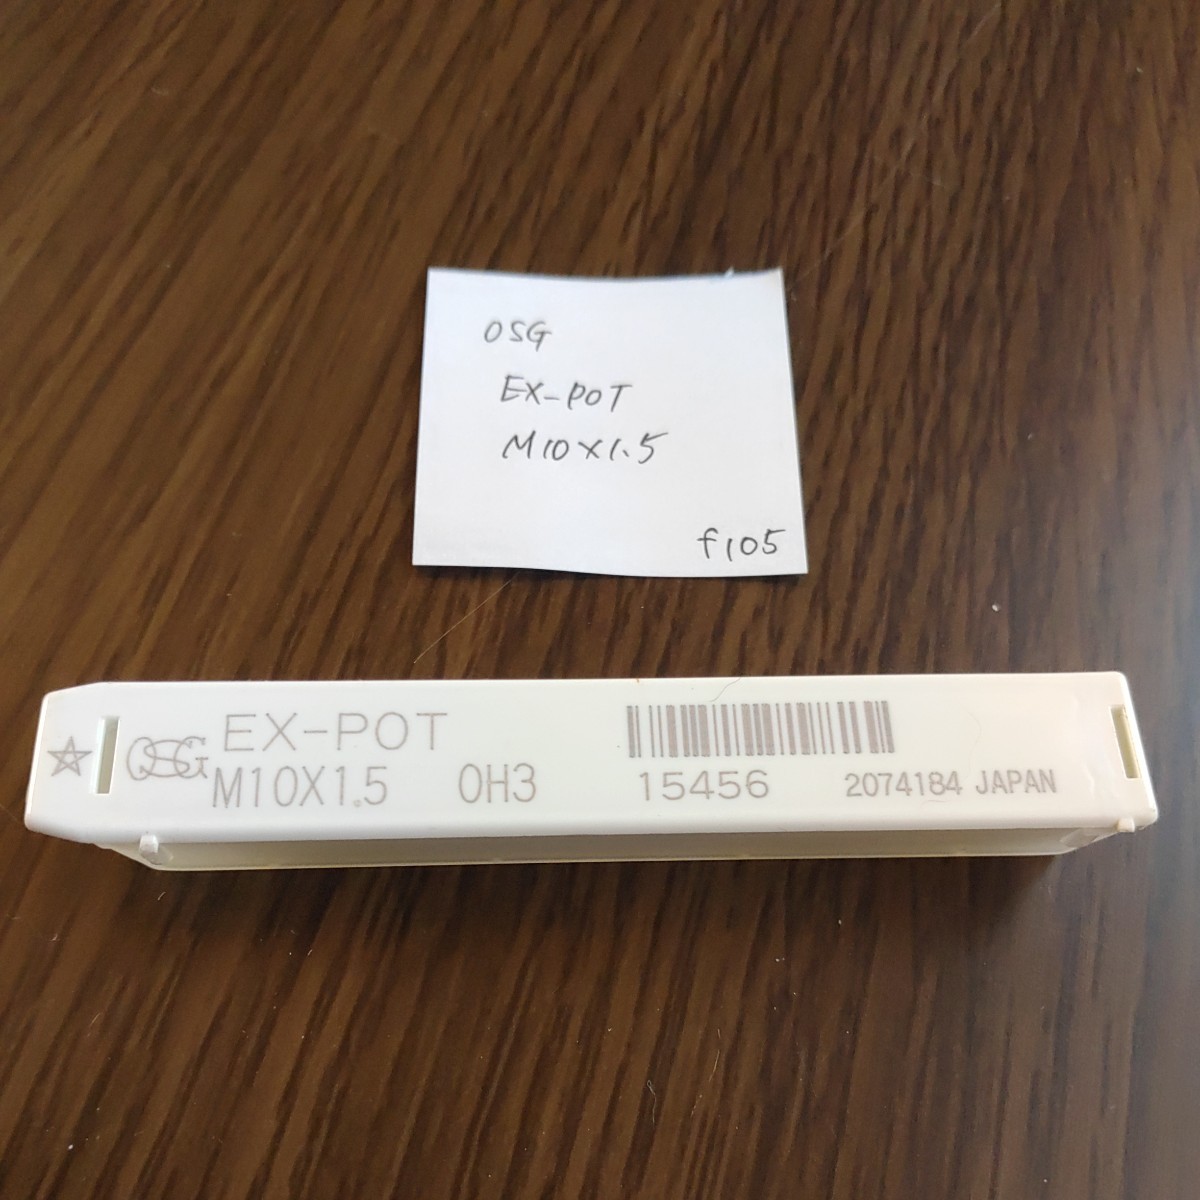 OSG
EX-POT
M10×1.5
f105
OSG EX-POT
M10X1.5 OH3 15456 2074184 JAPAN